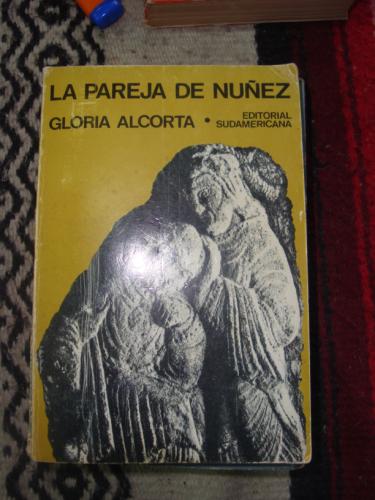 LA PAREJA DE NUÑEZ
GLORIA ALCORTA • EDITORIAL
SUDAMERICANA